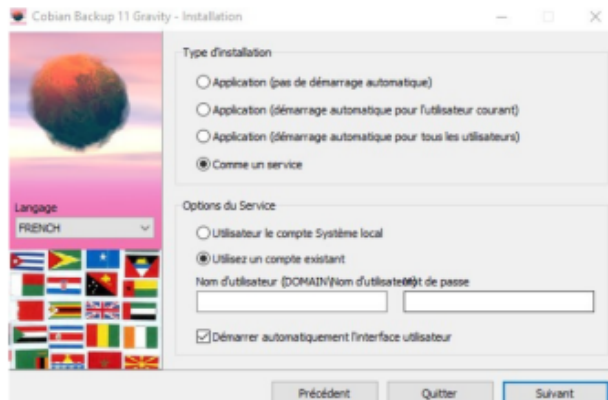 Cobian Backup 11 Gravity - Installation
Type d'installation
Application (pas de démarrage automatique)
Application (démarrage automatique pour l'utilisateur courant)
Application (démarrage automatique pour tous les utilisateurs)
Comme un service
Langage
FRENCH
Options du Service
Utilisateur le compte Système local
Utilisez un compte existant
Nom d'utilisateur (DOMAIN\Nom d'utilisateur) de passe
Démarrer automatiquement l'interface utilisateur
Précédent Quitter Suivant